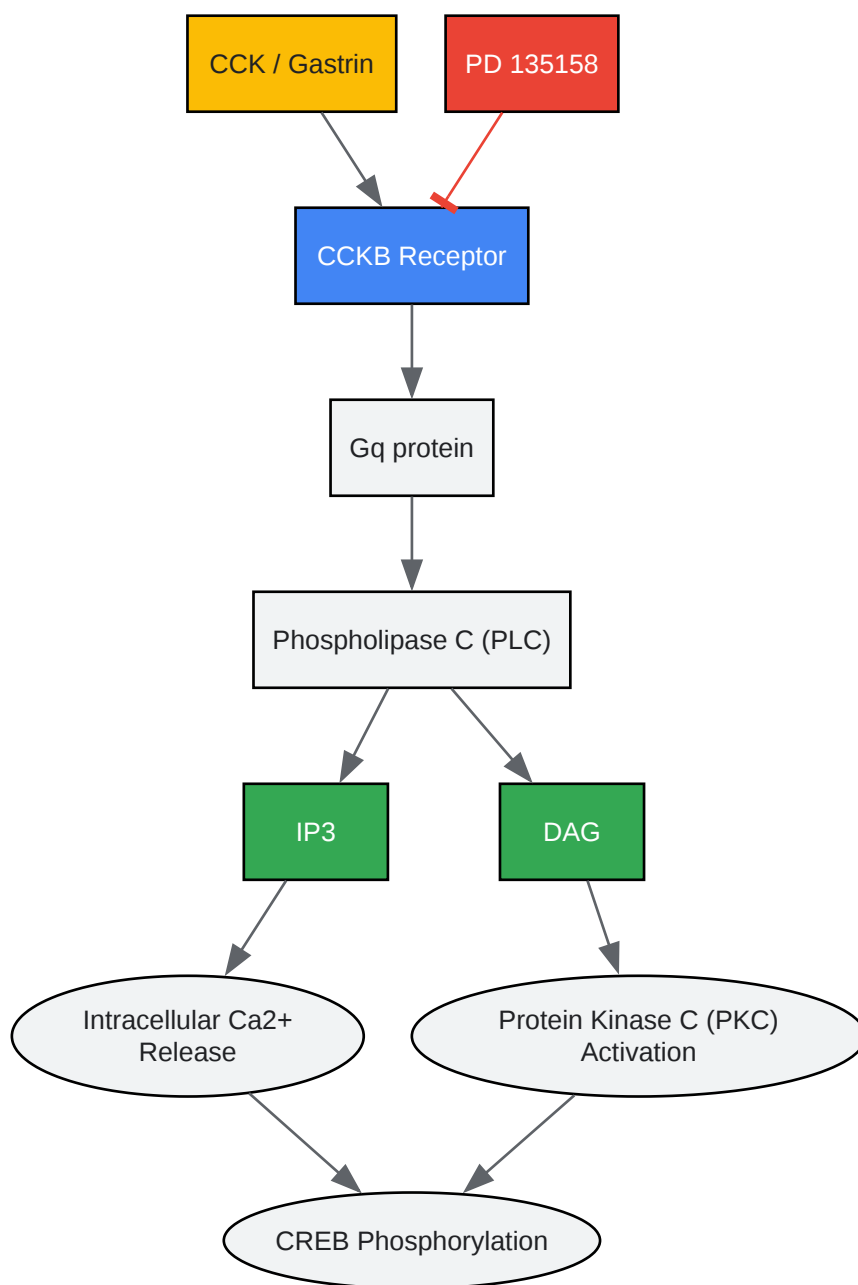 CCK / Gastrin
PD 135158
CCKB Receptor
Gq protein
Phospholipase C (PLC)
IP3
DAG
Intracellular Ca2+
Release
Protein Kinase C (PKC)
Activation
CREB Phosphorylation